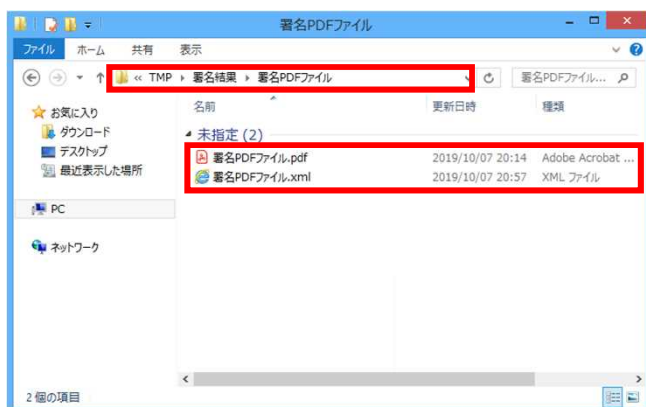 署名PDFファイル
ファイル ホーム 共有 表示
« TMP ▸ 署名結果 ▸ 署名PDFファイル 署名PDFファイル...
名前 更新日時 種類
お気に入り
ダウンロード
デスクトップ
最近表示した場所
PC
ネットワーク
未指定 (2)
署名PDFファイル.pdf 2019/10/07 20:14 Adobe Acrobat ...
署名PDFファイル.xml 2019/10/07 20:57 XML ファイル
2 個の項目